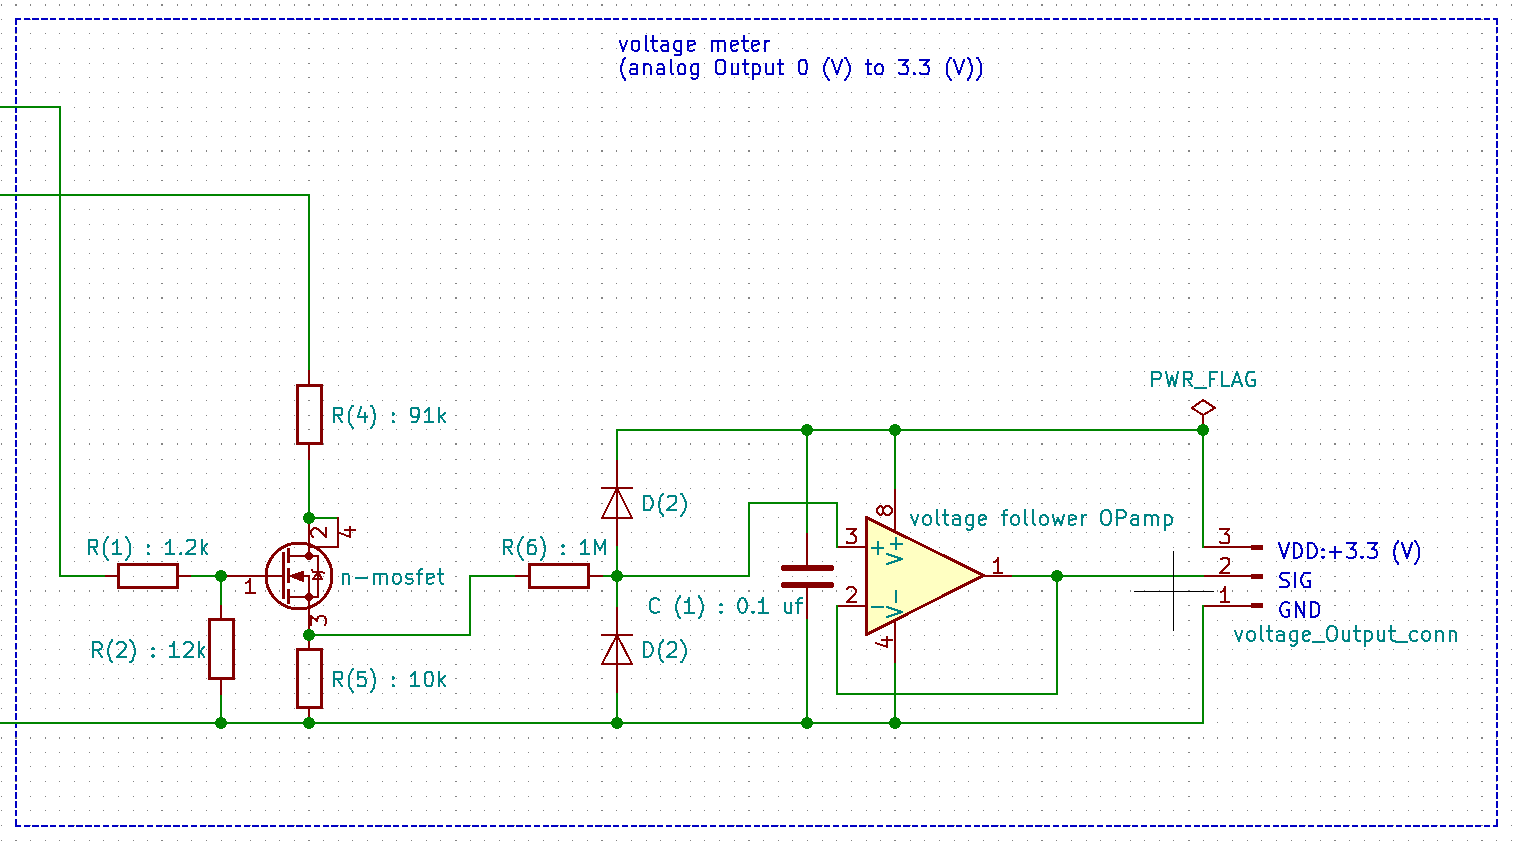 voltage meter
(analog Output 0 (V) to 3.3 (V))
PWR_FLAG
R(4) : 91k
D(2)
8
voltage follower OPamp
2
4
R(1) : 1.2k
1
n-mosfet
3
R(6) : 1M
3
+
V+
1
2
-
V-
4
C (1) : 0.1 uf
3
VDD:+3.3 (V)
2
SIG
1
GND
voltage_Output_conn
R(2) : 12k
R(5) : 10k
D(2)